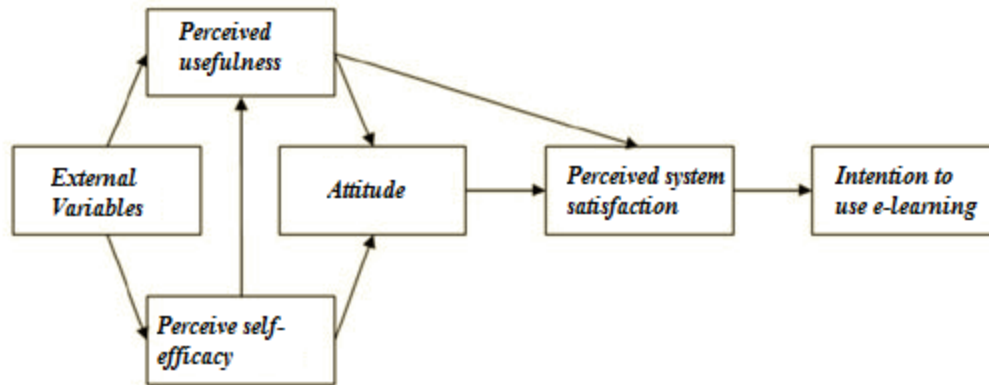 Perceived
usefulness
External
Variables
Attitude
Perceived system
satisfaction
Intention to
use e-learning
Perceive self-
efficacy